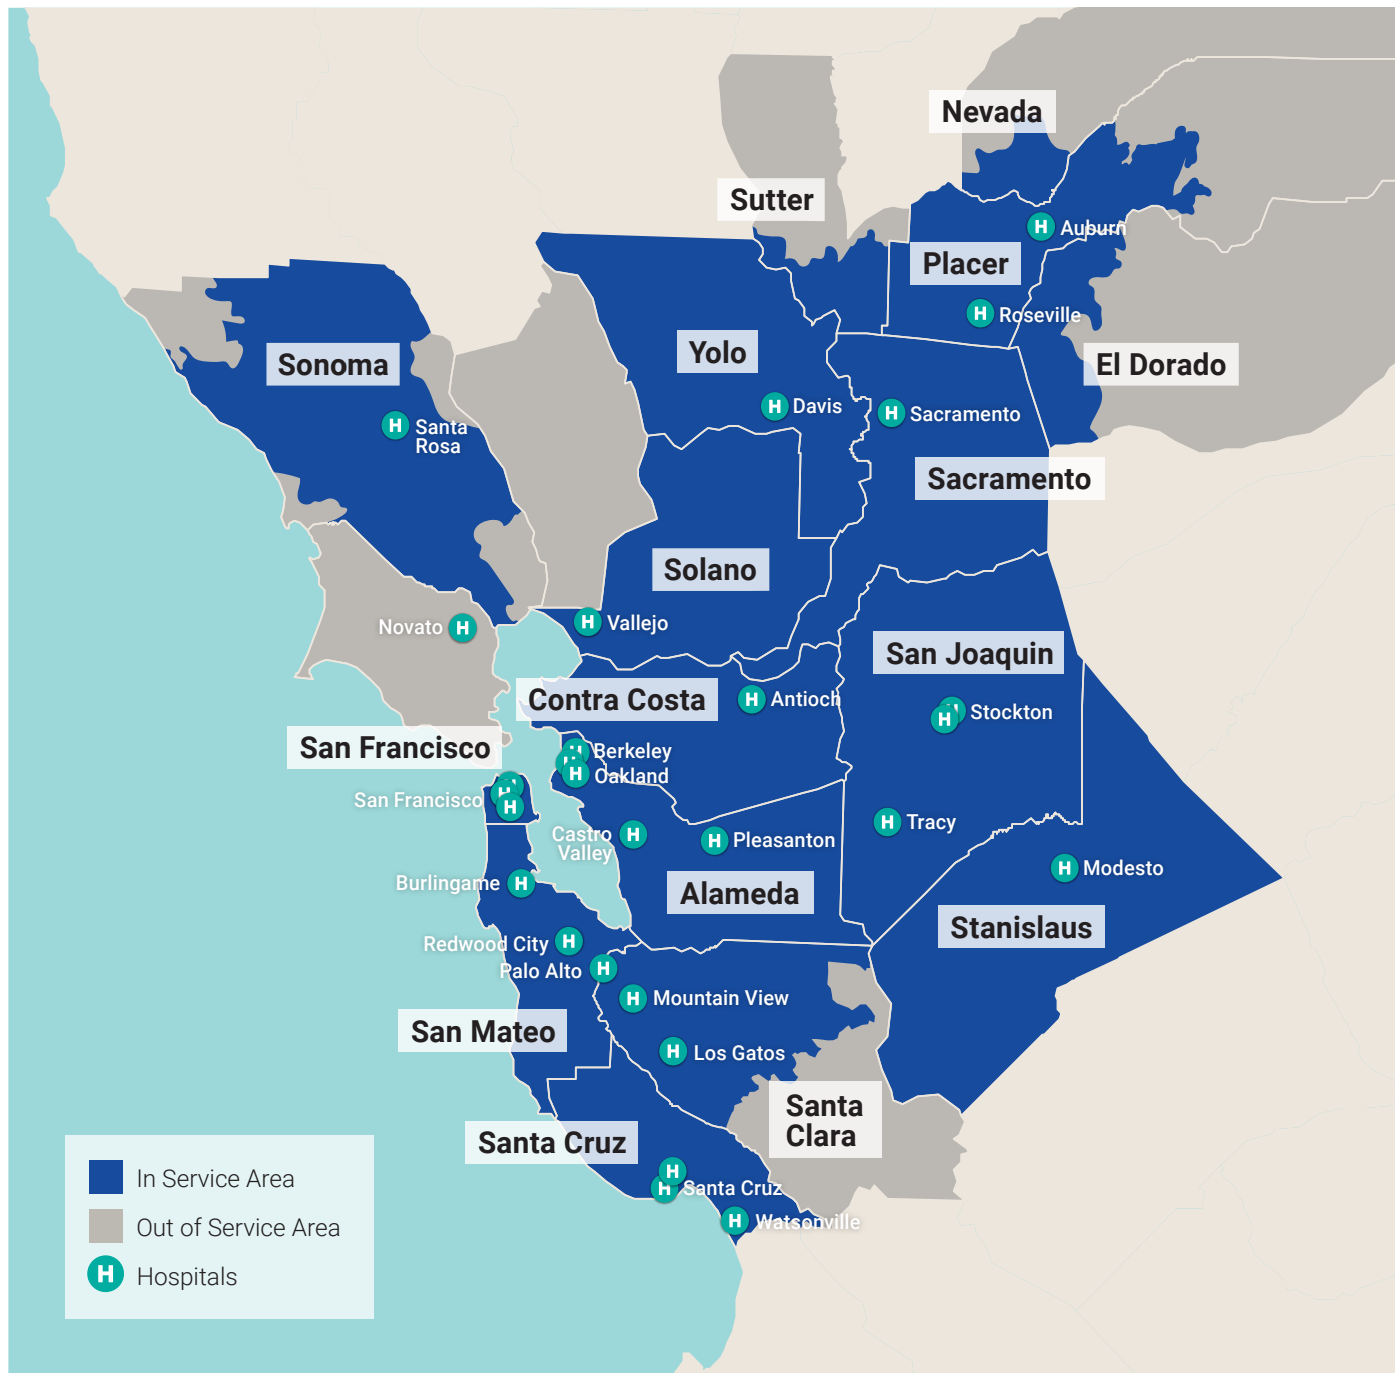 Nevada
Sutter
Auburn
Placer
Roseville
Yolo
El Dorado
Sonoma
Davis
Sacramento
Santa
Rosa
Sacramento
Solano
Vallejo
Novato
San Joaquin
Contra Costa
Antioch
Stockton
San Francisco
Berkeley
Oakland
San Francisco
Tracy
Castro
Valley
Pleasanton
Modesto
Burlingame
Alameda
Stanislaus
Redwood City
Palo Alto
Mountain View
San Mateo
Los Gatos
Santa
Clara
Santa Cruz
Santa Cruz
Watsonville
In Service Area
Out of Service Area
H Hospitals